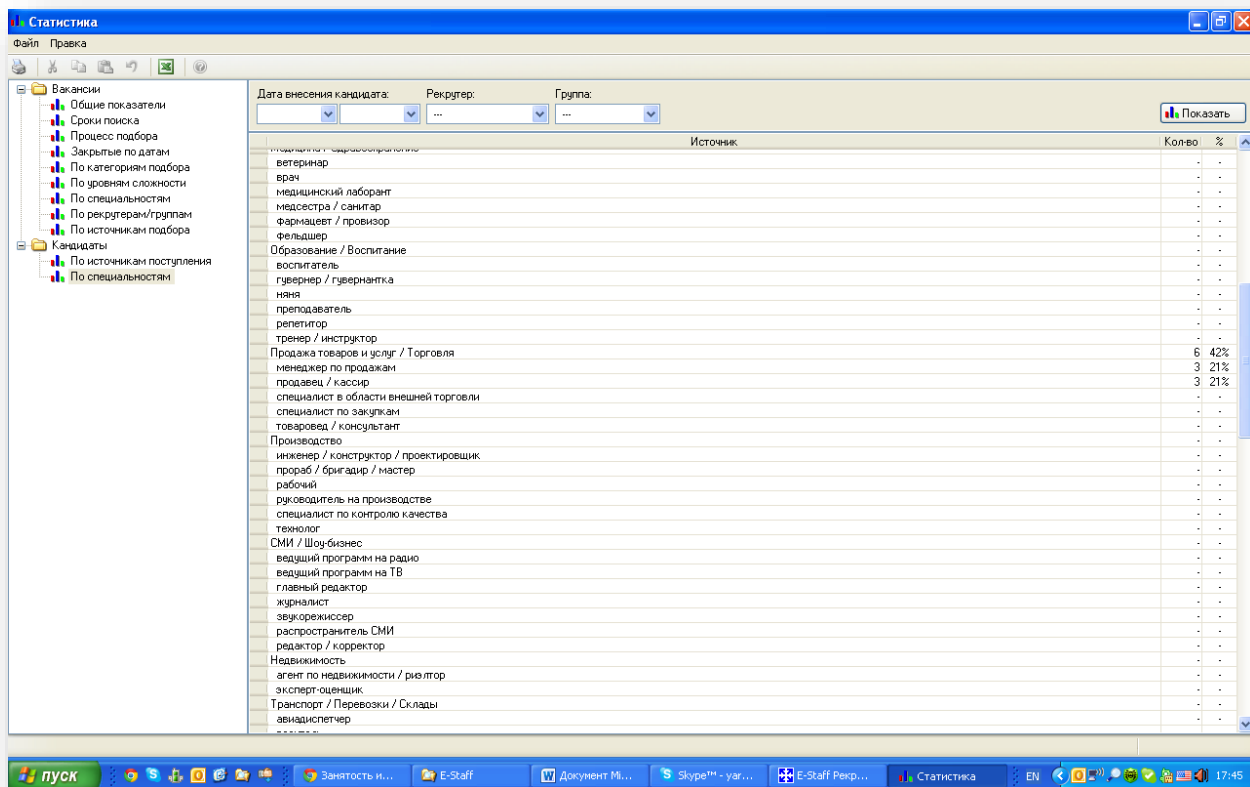 Статистика
Файл Правка
Вакансии
Общие показатели
Сроки поиска
Процесс подбора
Закрытые по датам
По категориям подбора
По уровням сложности
По специальностям
По рекрутерам/группам
По источникам подбора
Кандидаты
По источникам поступления
По специальностям
Дата внесения кандидата: Рекрутер: Группа:
--- ---
Показать
Источник Кол-во %
ветеринар - -
врач - -
медицинский лаборант - -
медсестра / санитар - -
фармацевт / провизор - -
фельдшер - -
Образование / Воспитание - -
воспитатель - -
гувернер / гувернантка - -
няня - -
преподаватель - -
репетитор - -
тренер / инструктор - -
Продажа товаров и услуг / Торговля 6 42%
менеджер по продажам 3 21%
продавец / кассир 3 21%
специалист в области внешней торговли - -
специалист по закупкам - -
товаровед / консультант - -
Производство - -
инженер / конструктор / проектировщик - -
прораб / бригадир / мастер - -
рабочий - -
руководитель на производстве - -
специалист по контролю качества - -
технолог - -
СМИ / Шоу-бизнес - -
ведущий программ на радио - -
ведущий программ на ТВ - -
главный редактор - -
журналист - -
звукорежиссер - -
распространитель СМИ - -
редактор / корректор - -
Недвижимость - -
агент по недвижимости / риэлтор - -
эксперт-оценщик - -
Транспорт / Перевозки / Склады - -
авиадиспетчер - -
пуск Занятость и... E-Staff Документ Mi... Skype™ - yar... E-Staff Рекр... Статистика EN 17:45